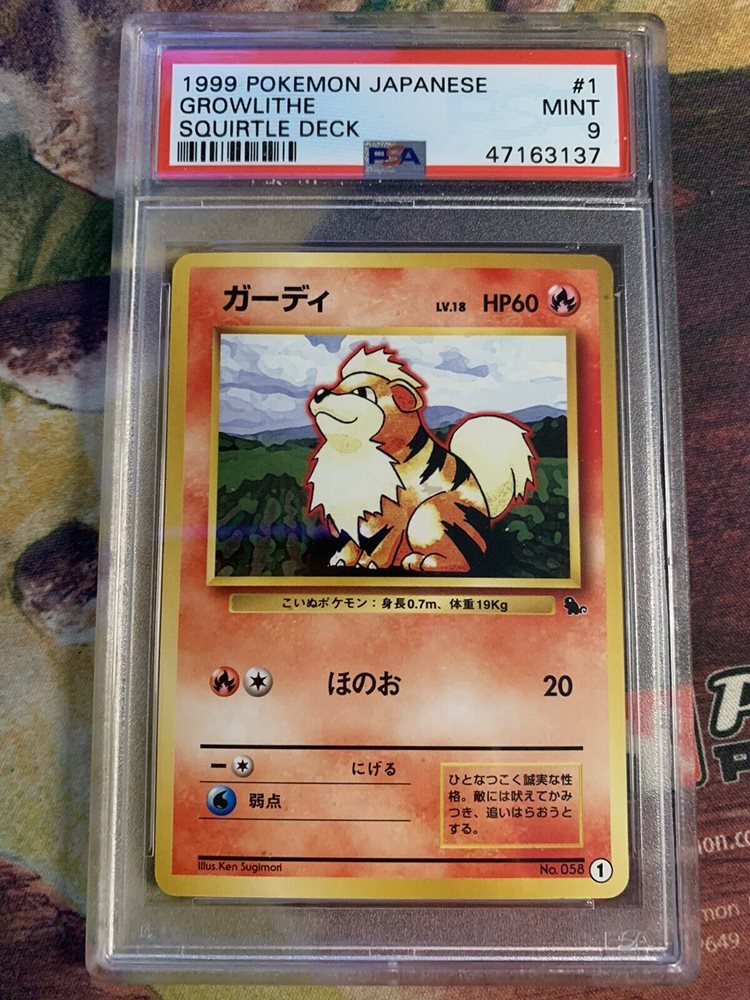 1999 POKEMON JAPANESE #1
GROWLITHE MINT
SQUIRTLE DECK 9
PSA 47163137
ガーディ LV.18 HP60
こいぬポケモン：身長0.7m、体重19Kg
ほのお 20
ー にげる
弱点
ひとなつこく誠実な性
格。敵には吠えてかみ
つき、追いはらおうと
する。
Illus.Ken Sugimori No. 058 1
PSA
mon
649